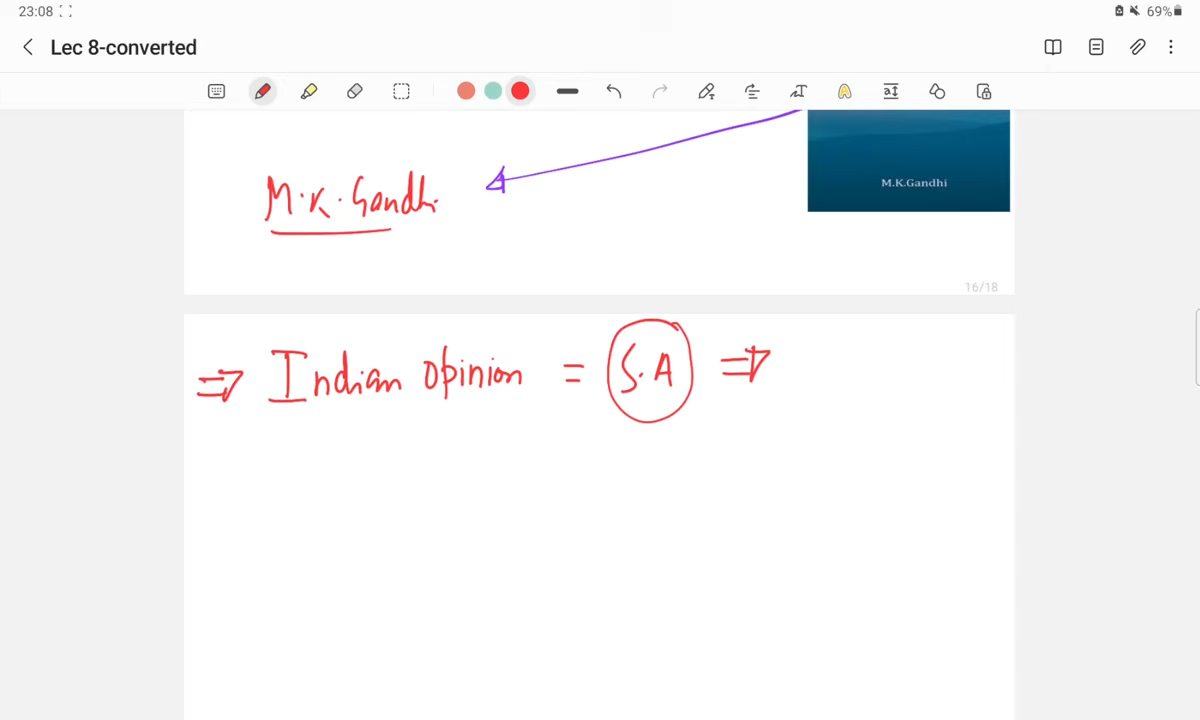 23:08
69%
Lec 8-converted
M.K.Gandhi
M.K.Gandhi
16/18
⇒ Indian opinion = S.A ⇒